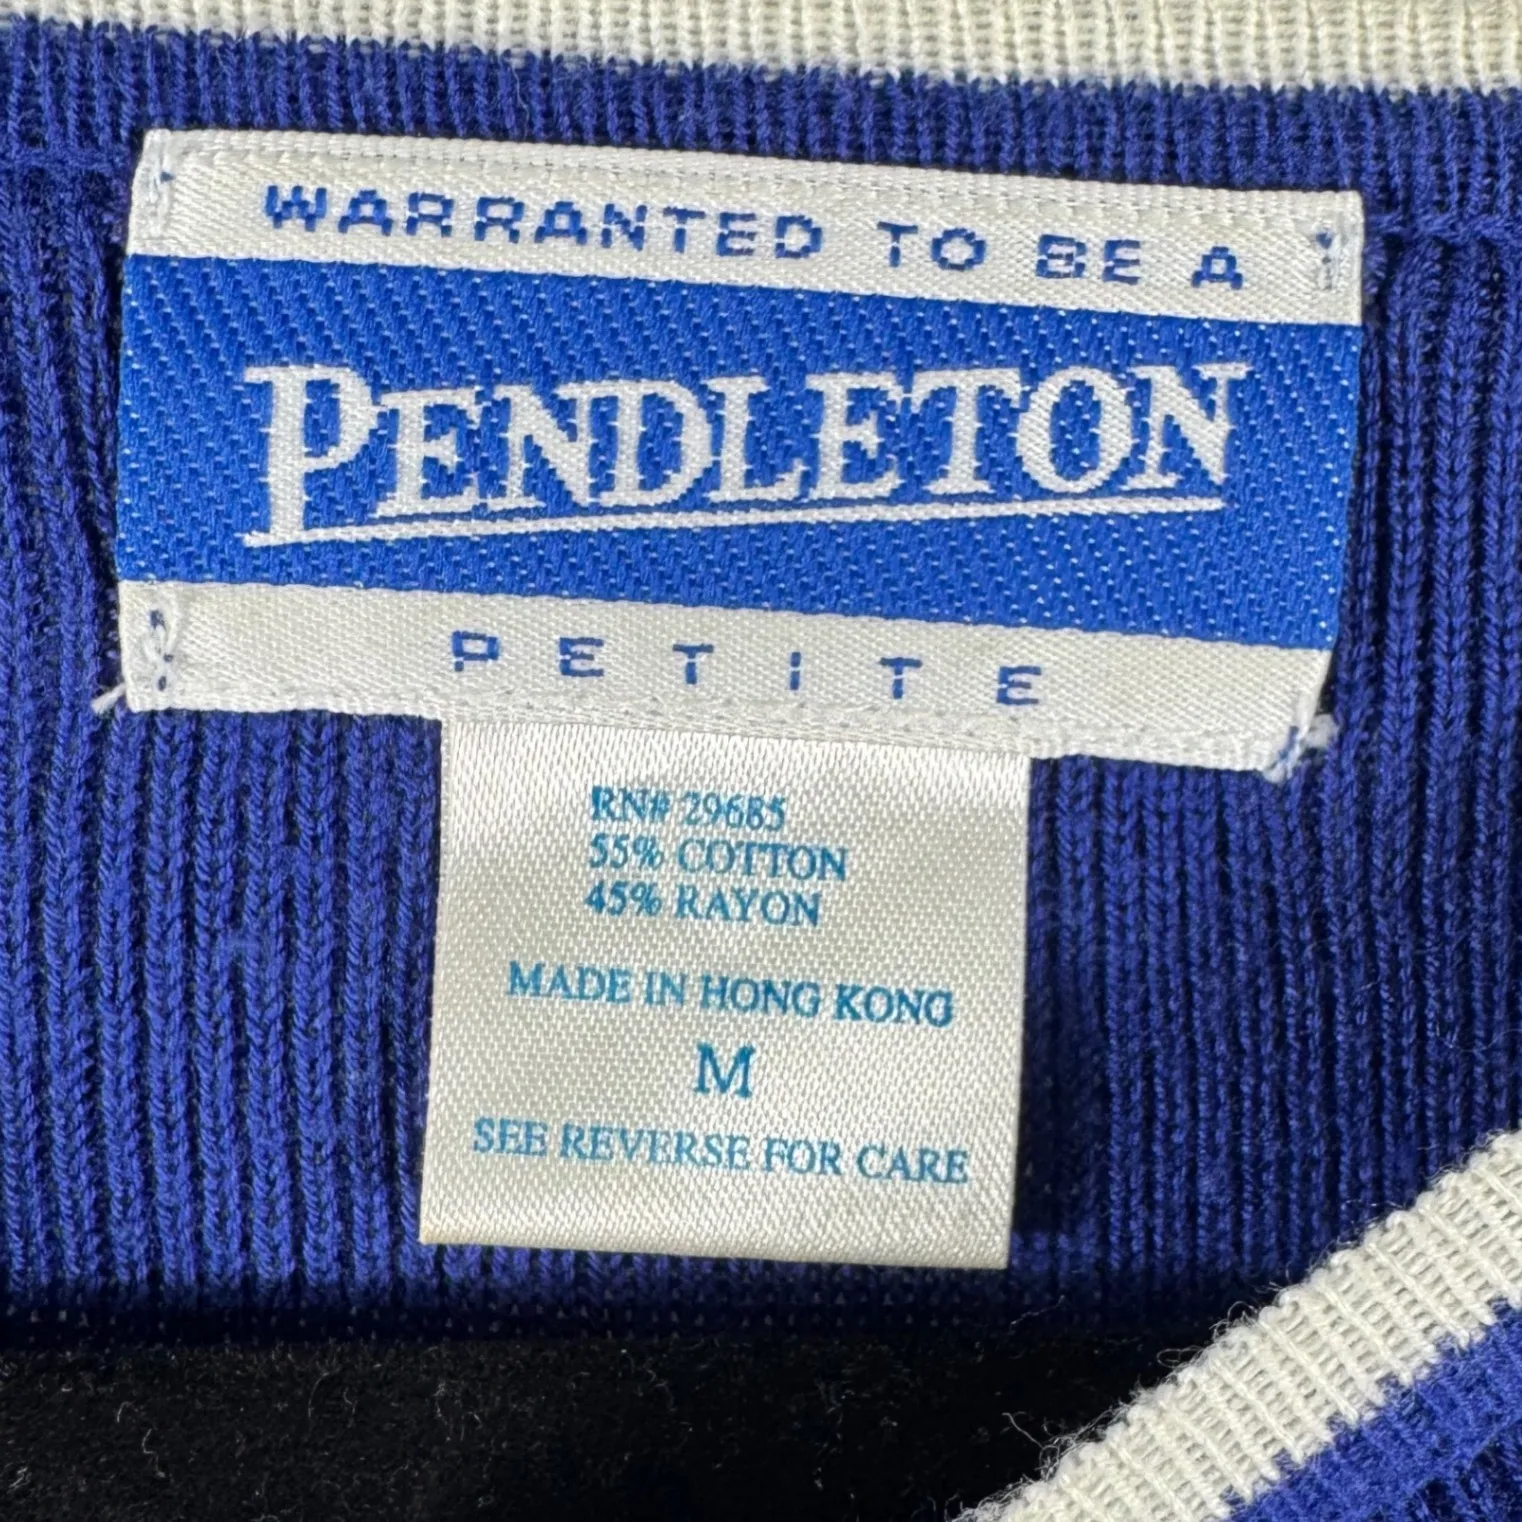 WARRANTED TO BE A
PENDLETON
PETITE
RN# 29685
55% COTTON
45% RAYON
MADE IN HONG KONG
M
SEE REVERSE FOR CARE